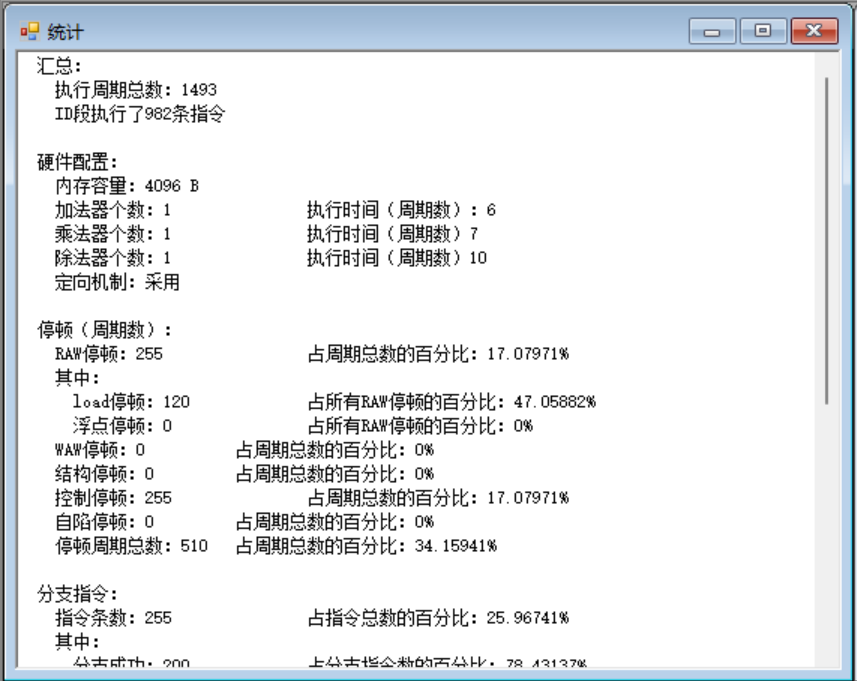 统计
汇总：
执行周期总数：1493
ID段执行了982条指令
硬件配置：
内存容量：4096 B
加法器个数：1 执行时间（周期数）：6
乘法器个数：1 执行时间（周期数）7
除法器个数：1 执行时间（周期数）10
定向机制：采用
停顿（周期数）：
RAW停顿：255 占周期总数的百分比：17.07971%
其中：
load停顿：120 占所有RAW停顿的百分比：47.05882%
浮点停顿：0 占所有RAW停顿的百分比：0%
WAW停顿：0 占周期总数的百分比：0%
结构停顿：0 占周期总数的百分比：0%
控制停顿：255 占周期总数的百分比：17.07971%
自陷停顿：0 占周期总数的百分比：0%
停顿周期总数：510 占周期总数的百分比：34.15941%
分支指令：
指令条数：255 占指令总数的百分比：25.96741%
其中：
分支成功：200 占分支指令数的百分比：78.43137%